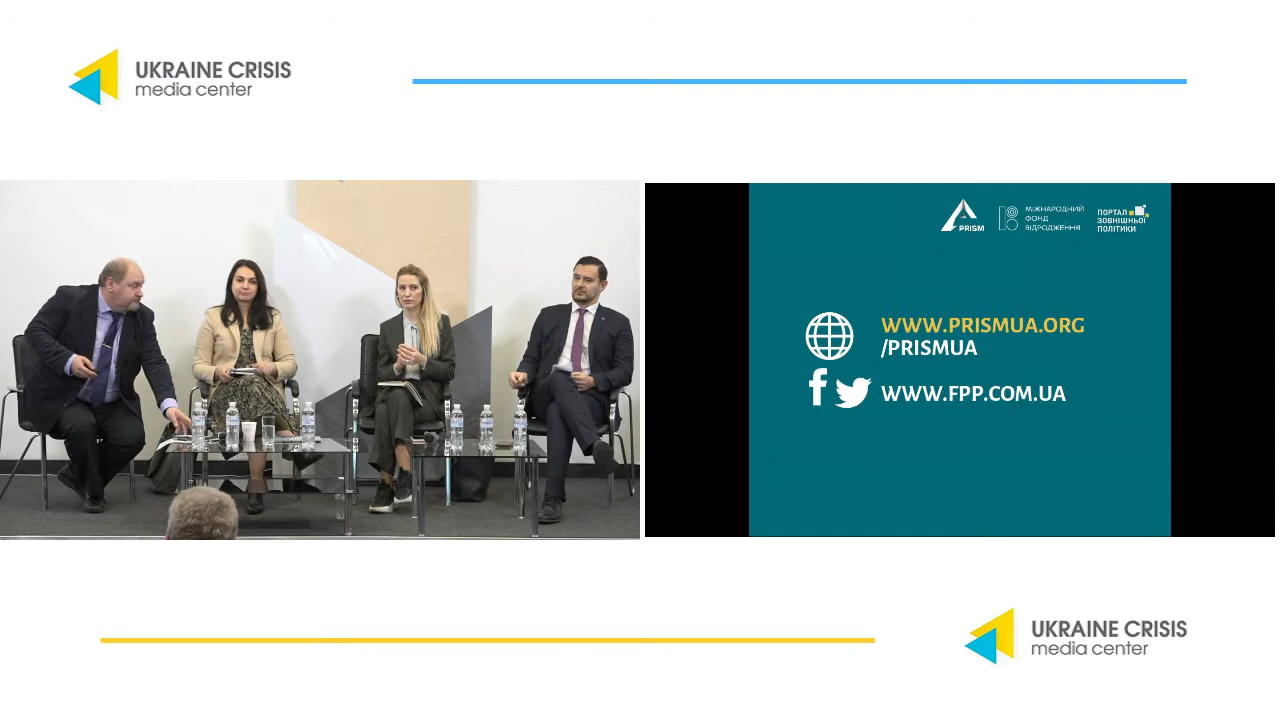 UKRAINE CRISIS
media center
PRISM
МІЖНАРОДНИЙ
ФОНД
ВІДРОДЖЕННЯ
ПОРТАЛ
ЗОВНІШНЬОЇ
ПОЛІТИКИ
WWW.PRISMUA.ORG
/PRISMUA
WWW.FPP.COM.UA
UKRAINE CRISIS
media center